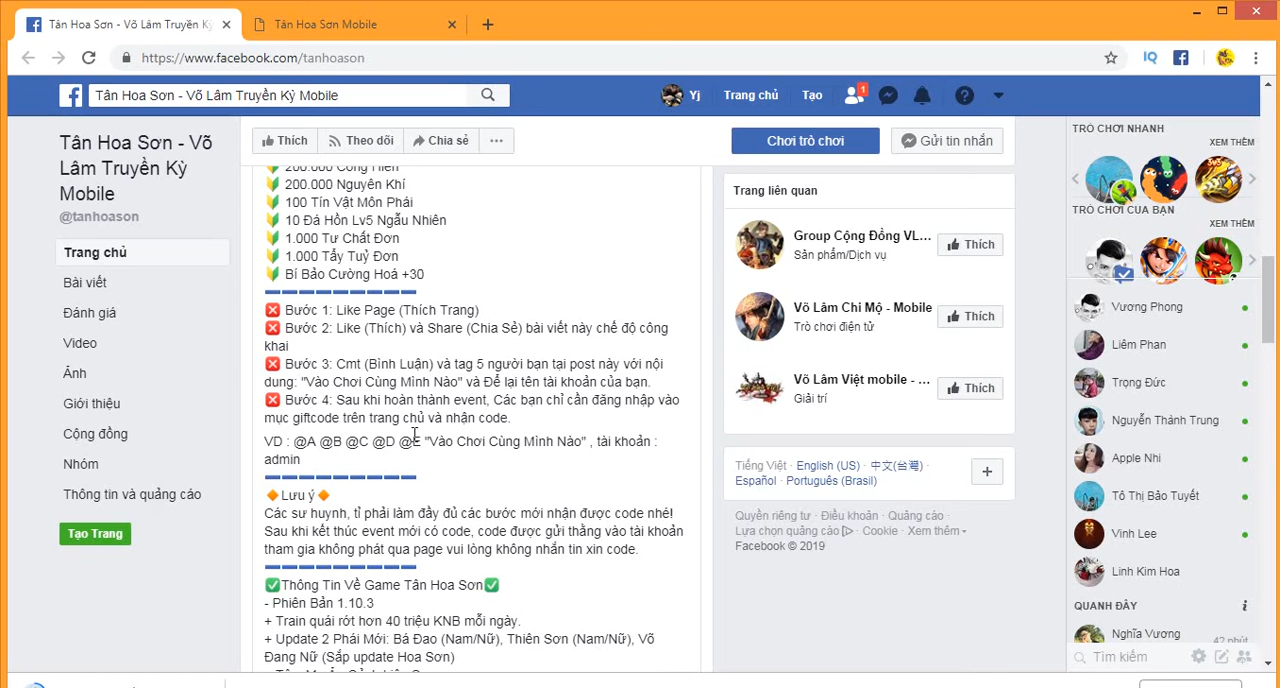 Tân Hoa Sơn - Võ Lâm Truyền Kỳ
Tân Hoa Sơn Mobile
https://www.facebook.com/tanhoason
Tân Hoa Sơn - Võ Lâm Truyền Kỳ Mobile
Yj
Trang chủ
Tạo
1
Tân Hoa Sơn - Võ
Lâm Truyền Kỳ
Mobile
@tanhoason
Trang chủ
Bài viết
Đánh giá
Video
Ảnh
Giới thiệu
Cộng đồng
Nhóm
Thông tin và quảng cáo
Tạo Trang
Thích
Theo dõi
Chia sẻ
Chơi trò chơi
Gửi tin nhắn
200.000 Cống Hiến
200.000 Nguyên Khí
100 Tín Vật Môn Phái
10 Đá Hồn Lv5 Ngẫu Nhiên
1.000 Tư Chất Đơn
1.000 Tẩy Tuỷ Đơn
Bí Bảo Cường Hoá +30
Bước 1: Like Page (Thích Trang)
Bước 2: Like (Thích) và Share (Chia Sẻ) bài viết này chế độ công
khai
Bước 3: Cmt (Bình Luận) và tag 5 người bạn tại post này với nội
dung: "Vào Chơi Cùng Mình Nào" và Để lại tên tài khoản của bạn.
Bước 4: Sau khi hoàn thành event, Các bạn chỉ cần đăng nhập vào
mục giftcode trên trang chủ và nhận code.
VD : @A @B @C @D @E "Vào Chơi Cùng Mình Nào" , tài khoản :
admin
Lưu ý
Các sư huynh, tỉ phải làm đầy đủ các bước mới nhận được code nhé!
Sau khi kết thúc event mới có code, code được gửi thẳng vào tài khoản
tham gia không phát qua page vui lòng không nhắn tin xin code.
Thông Tin Về Game Tân Hoa Sơn
- Phiên Bản 1.10.3
+ Train quái rớt hơn 40 triệu KNB mỗi ngày.
+ Update 2 Phái Mới: Bá Đao (Nam/Nữ), Thiên Sơn (Nam/Nữ), Võ
Đang Nữ (Sắp update Hoa Sơn)
Trang liên quan
Group Cộng Đồng VL...
Sản phẩm/Dịch vụ
Thích
Võ Lâm Chi Mộ - Mobile
Trò chơi điện tử
Thích
Võ Lâm Việt mobile - ...
Giải trí
Thích
Tiếng Việt · English (US) · 中文(台灣) ·
Español · Português (Brasil)
Quyền riêng tư · Điều khoản · Quảng cáo ·
Lựa chọn quảng cáo · Cookie · Xem thêm
Facebook © 2019
TRÒ CHƠI NHANH
XEM THÊM
TRÒ CHƠI CỦA BẠN
XEM THÊM
Vương Phong
Liêm Phan
Trọng Đức
Nguyễn Thành Trung
Apple Nhi
Tô Thị Bảo Tuyết
Vinh Lee
Linh Kim Hoa
QUANH ĐÂY
Nghĩa Vương
42 phút
Tìm kiếm